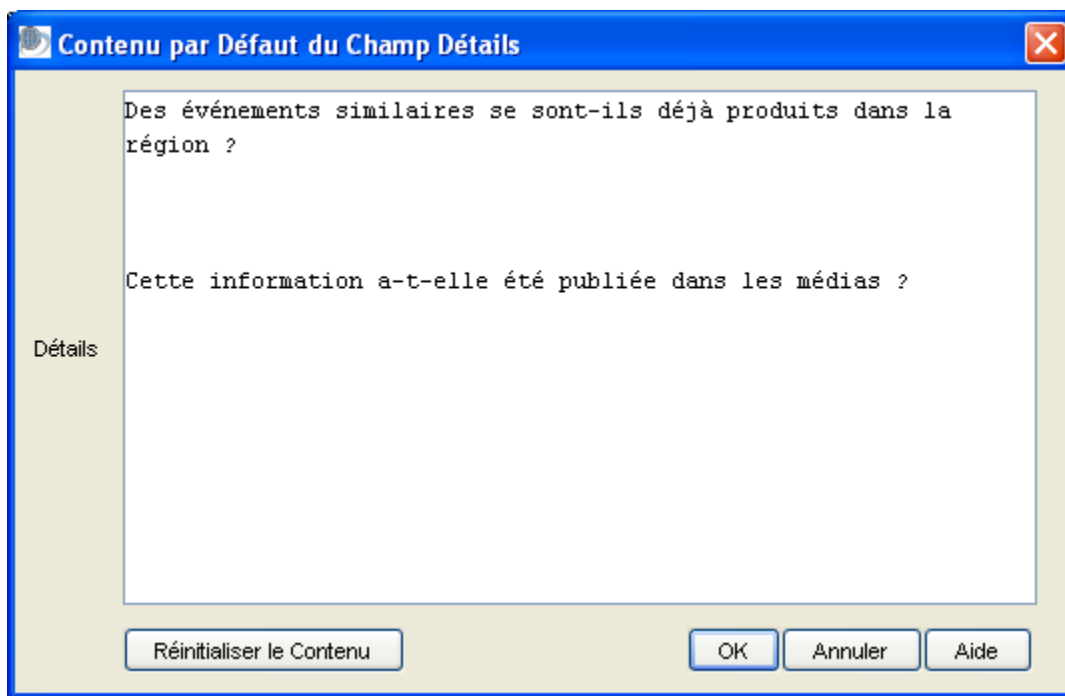 Contenu par Défaut du Champ Détails
Des événements similaires se sont-ils déjà produits dans la
région ?
Cette information a-t-elle été publiée dans les médias ?
Détails
Réinitialiser le Contenu
OK
Annuler
Aide